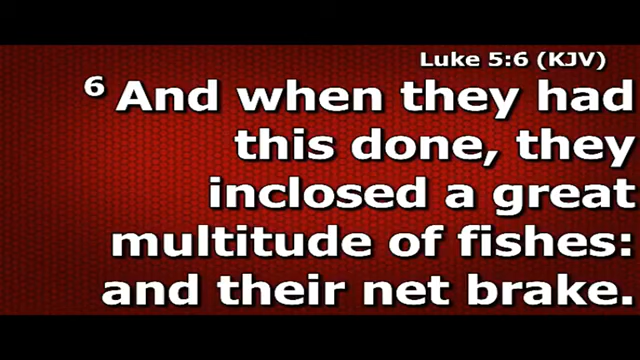 Luke 5:6 (KJV)
6 And when they had
this done, they
inclosed a great
multitude of fishes:
and their net brake.